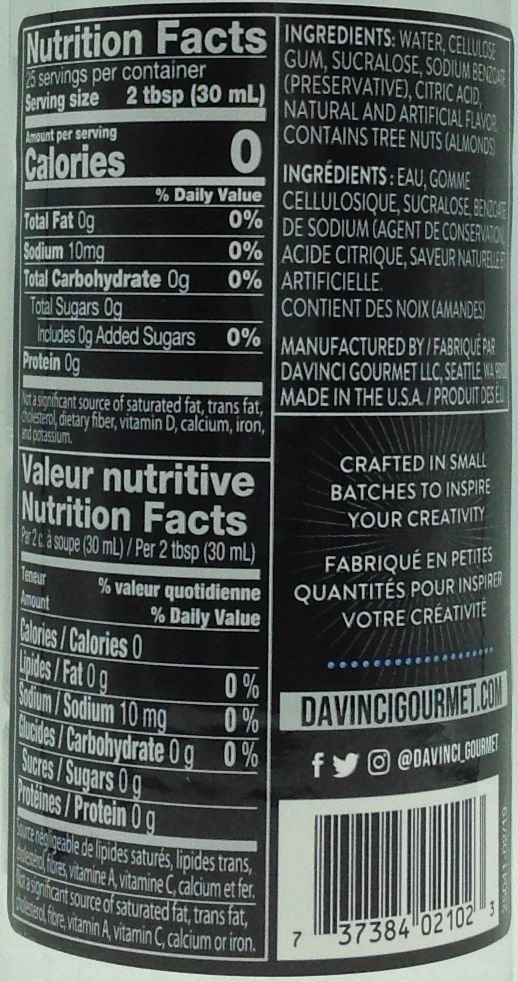 Nutrition Facts
25 servings per container
Serving size 2 tbsp (30 mL)
Amount per serving
Calories 0
% Daily Value
Total Fat 0g 0%
Sodium 10mg 0%
Total Carbohydrate 0g 0%
Total Sugars 0g
Includes 0g Added Sugars 0%
Protein 0g
Not a significant source of saturated fat, trans fat,
cholesterol, dietary fiber, vitamin D, calcium, iron,
and potassium.
Valeur nutritive
Nutrition Facts
Par 2 c. à soupe (30 mL) / Per 2 tbsp (30 mL)
Teneur % valeur quotidienne
Amount % Daily Value
Calories / Calories 0
Lipides / Fat 0 g 0 %
Sodium / Sodium 10 mg 0 %
Glucides / Carbohydrate 0 g 0 %
Sucres / Sugars 0 g
Protéines / Protein 0 g
Source négligeable de lipides saturés, lipides trans,
cholestérol, fibres, vitamine A, vitamine C, calcium et fer.
Not a significant source of saturated fat, trans fat,
cholesterol, fibre, vitamin A, vitamin C, calcium or iron.
INGREDIENTS: WATER, CELLULOSE
GUM, SUCRALOSE, SODIUM BENZOATE
(PRESERVATIVE), CITRIC ACID,
NATURAL AND ARTIFICIAL FLAVOR.
CONTAINS TREE NUTS (ALMONDS)
INGRÉDIENTS : EAU, GOMME
CELLULOSIQUE, SUCRALOSE, BENZOATE
DE SODIUM (AGENT DE CONSERVATION),
ACIDE CITRIQUE, SAVEUR NATURELLE ET
ARTIFICIELLE.
CONTIENT DES NOIX (AMANDES)
MANUFACTURED BY / FABRIQUÉ PAR
DAVINCI GOURMET LLC, SEATTLE, WA
MADE IN THE U.S.A. / PRODUIT DES
CRAFTED IN SMALL
BATCHES TO INSPIRE
YOUR CREATIVITY
FABRIQUÉ EN PETITES
QUANTITÉS POUR INSPIRER
VOTRE CRÉATIVITÉ
DAVINCIGOURMET.COM
@DAVINCI_GOURMET
7 37384 02102 3